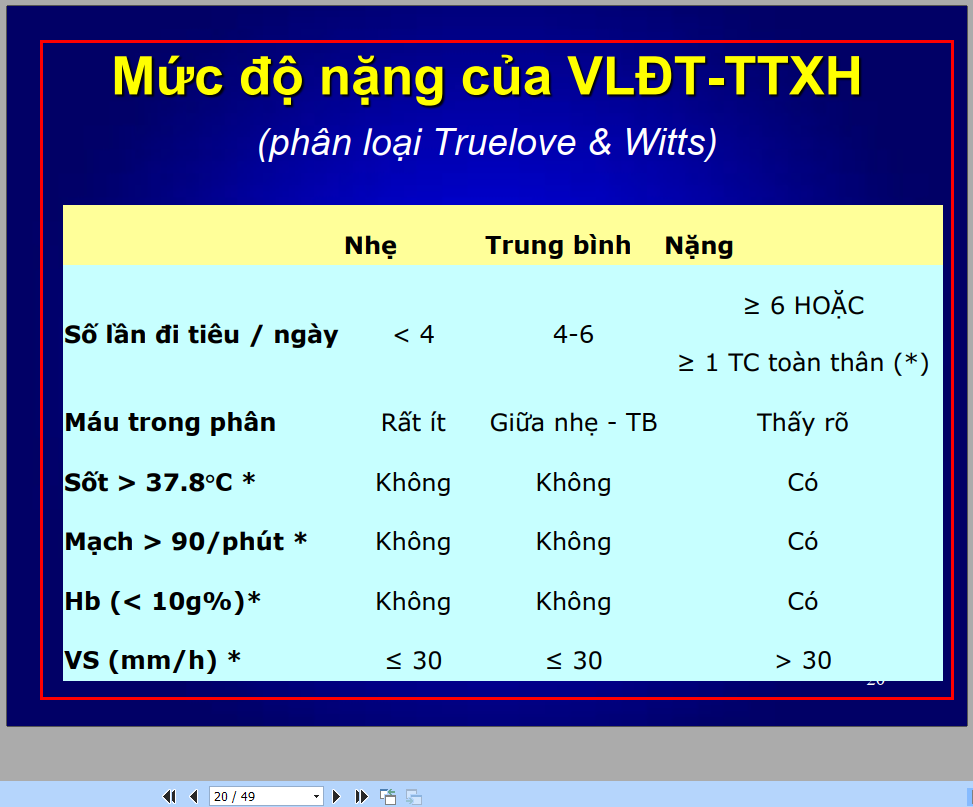 Mức độ nặng của VLĐT-TTXH
(phân loại Truelove & Witts)
Nhẹ Trung bình Nặng
Số lần đi tiêu / ngày < 4 4-6 ≥ 6 HOẶC
≥ 1 TC toàn thân (*)
Máu trong phân Rất ít Giữa nhẹ - TB Thấy rõ
Sốt > 37.8°C * Không Không Có
Mạch > 90/phút * Không Không Có
Hb (< 10g%)* Không Không Có
VS (mm/h) * ≤ 30 ≤ 30 > 30
20
20 / 49